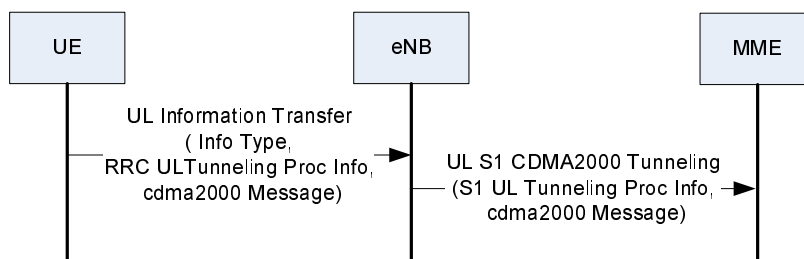 UE
eNB
MME
UL Information Transfer
( Info Type,
RRC ULTunneling Proc Info,
cdma2000 Message)
UL S1 CDMA2000 Tunneling
(S1 UL Tunneling Proc Info,
cdma2000 Message)